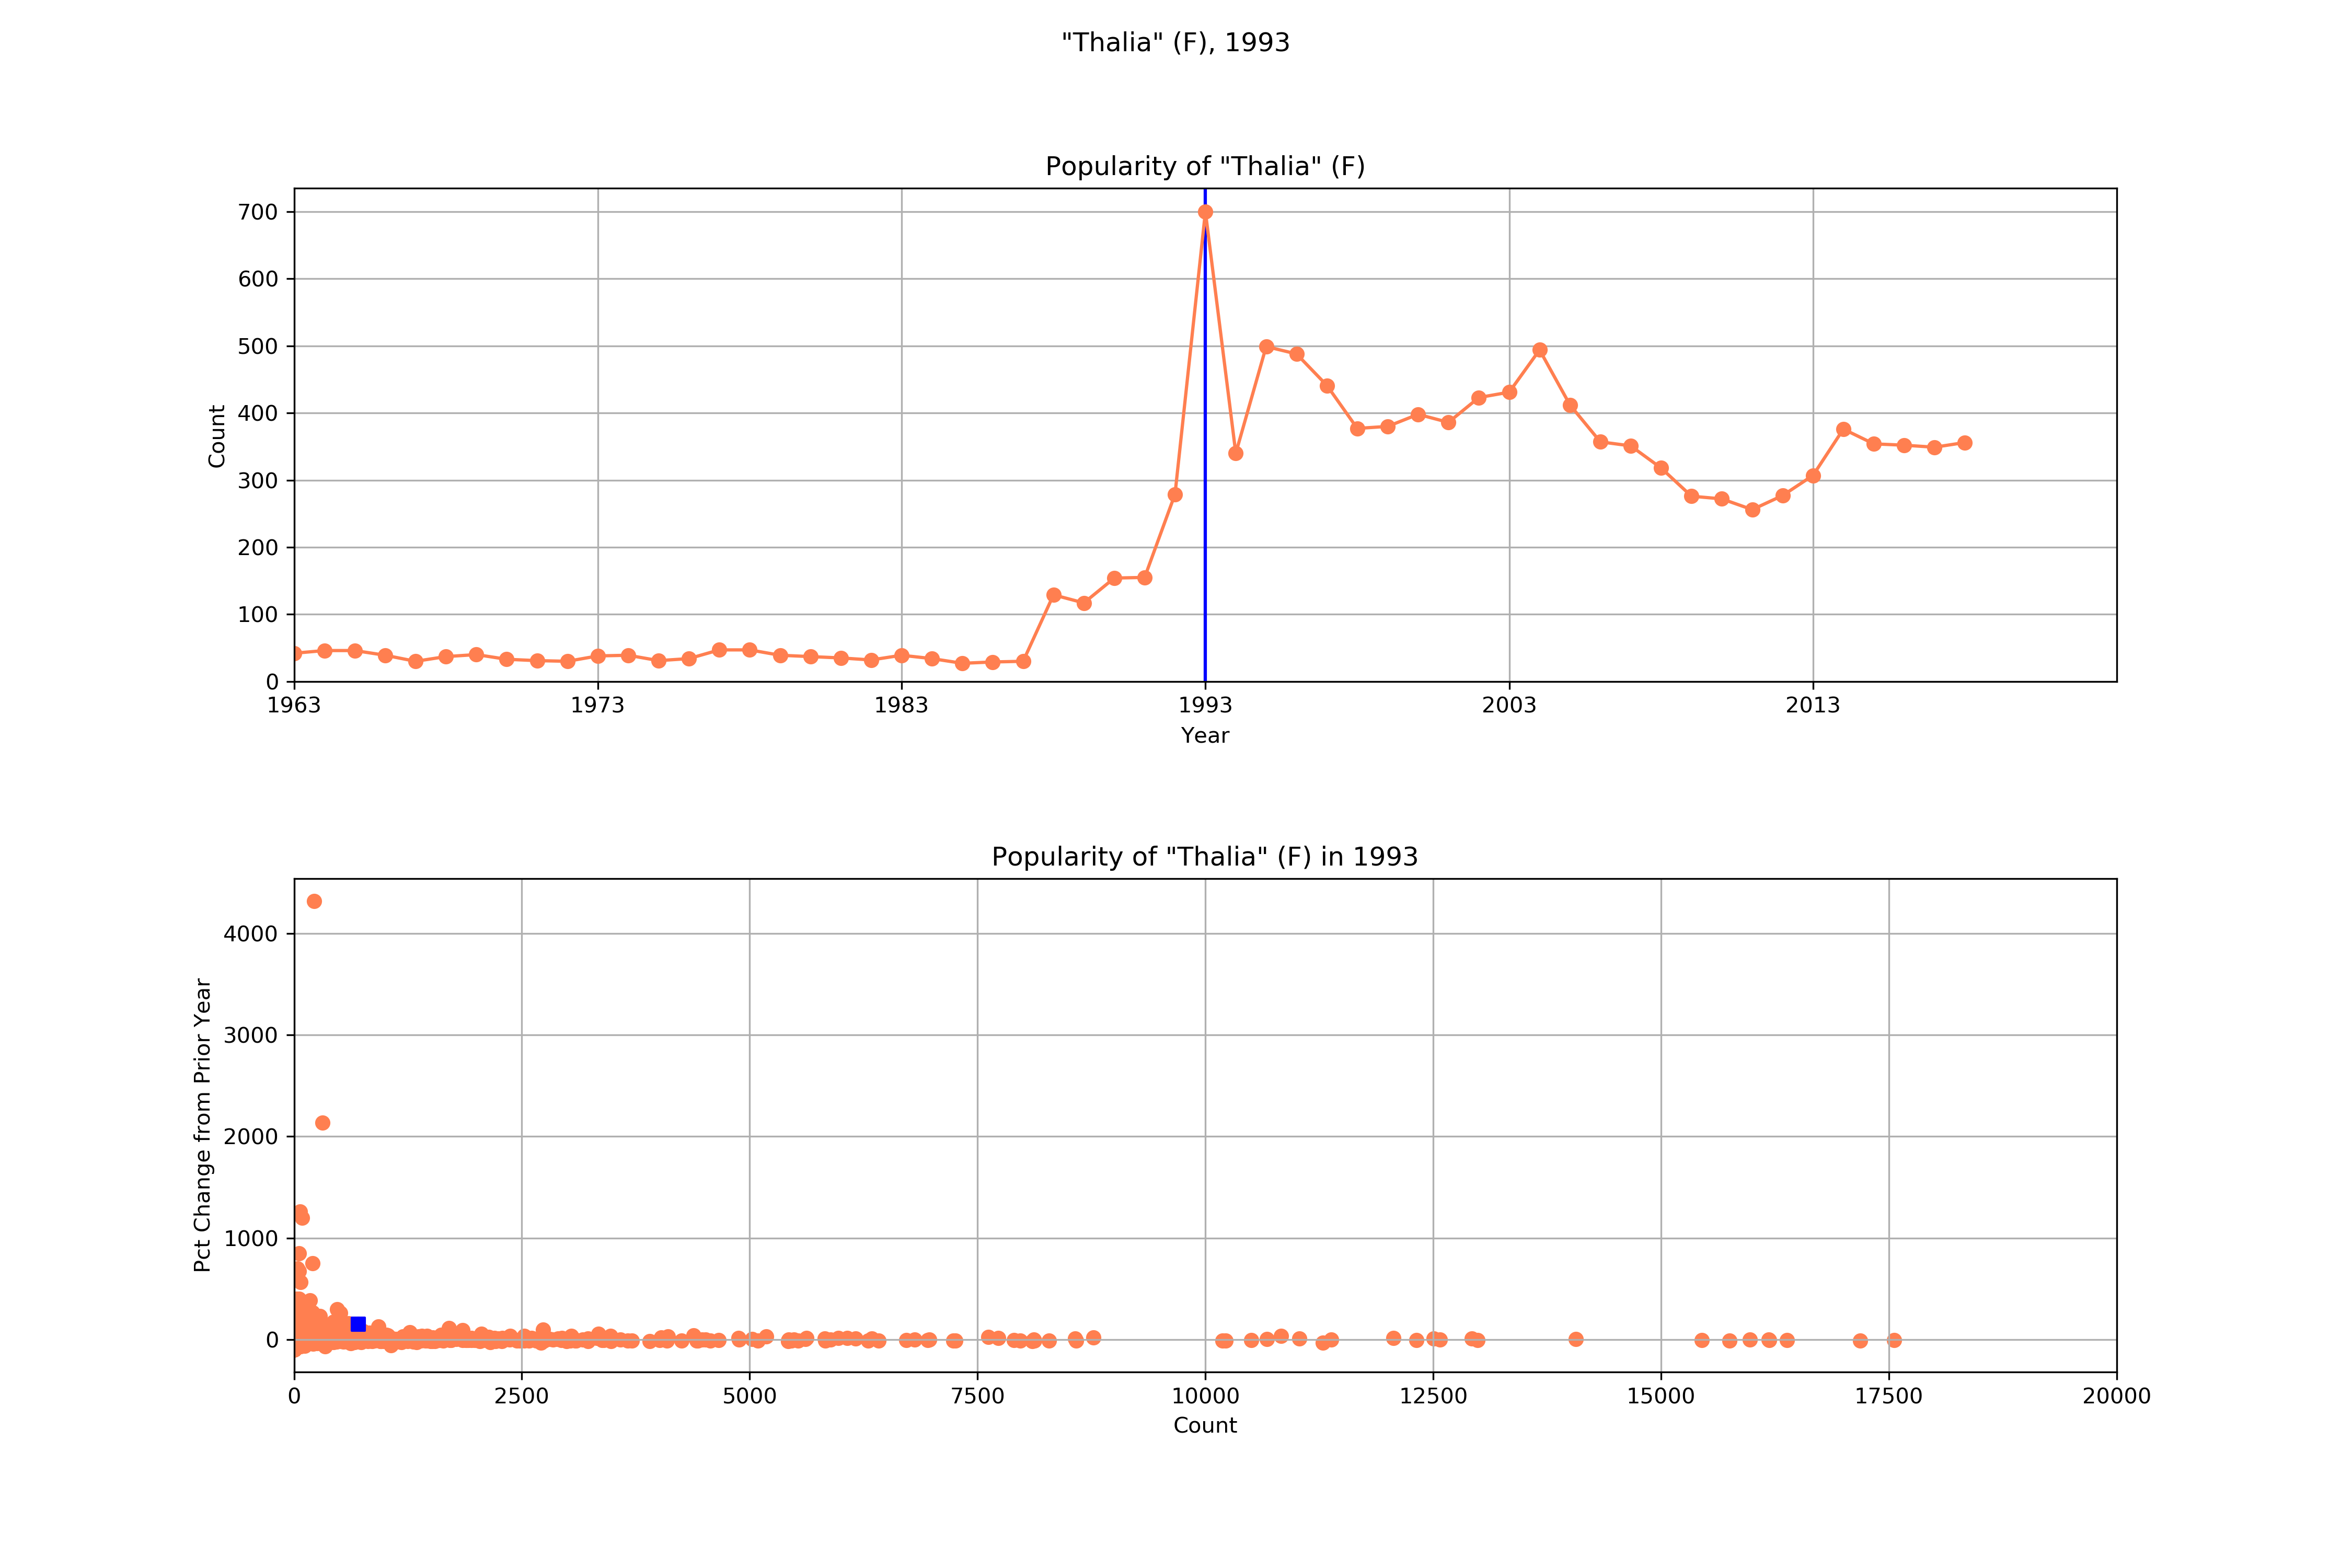 "Thalia" (F), 1993
Popularity of "Thalia" (F)
700
600
500
400
300
200
100
0
Count
1963 1973 1983 1993 2003 2013
Year
Popularity of "Thalia" (F) in 1993
4000
3000
2000
1000
0
Pct Change from Prior Year
0 2500 5000 7500 10000 12500 15000 17500 20000
Count